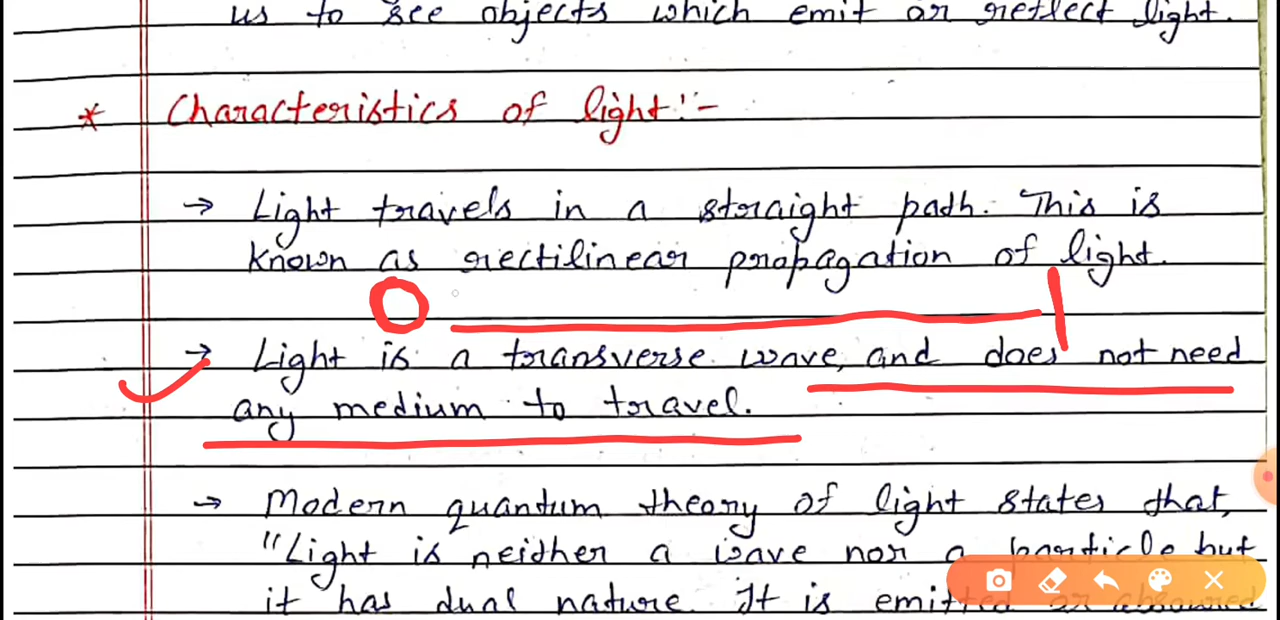 us to see objects which emit or reflect light.
* Characteristics of light:-
→ Light travels in a straight path. This is
known as rectilinear propagation of light.
→ Light is a transverse wave, and does not need
any medium to travel.
→ Modern quantum theory of light states that,
"Light is neither a wave nor a particle but
it has dual nature. It is emitted or absorbed